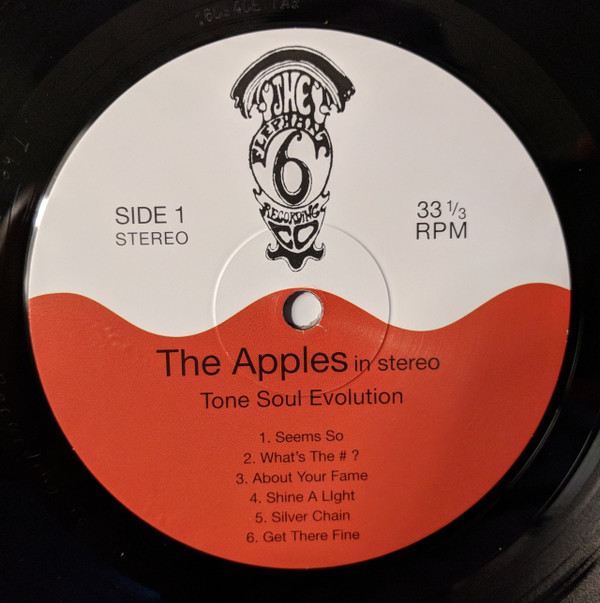 THE
ELEPHANT
6
RECORDING
CO
SIDE 1
STEREO
33 1/3
RPM
The Apples in stereo
Tone Soul Evolution
1. Seems So
2. What's The # ?
3. About Your Fame
4. Shine A LIght
5. Silver Chain
6. Get There Fine